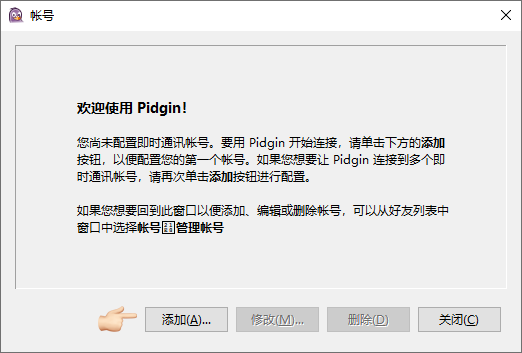 帐号
欢迎使用 Pidgin!
您尚未配置即时通讯帐号。要用 Pidgin 开始连接，请单击下方的添加
按钮，以便配置您的第一个帐号。如果您想要让 Pidgin 连接到多个即
时通讯帐号，请再次单击添加按钮进行配置。
如果您想要回到此窗口以便添加、编辑或删除帐号，可以从好友列表中
窗口中选择帐号管理帐号
添加(A)... 修改(M)... 删除(D) 关闭(C)